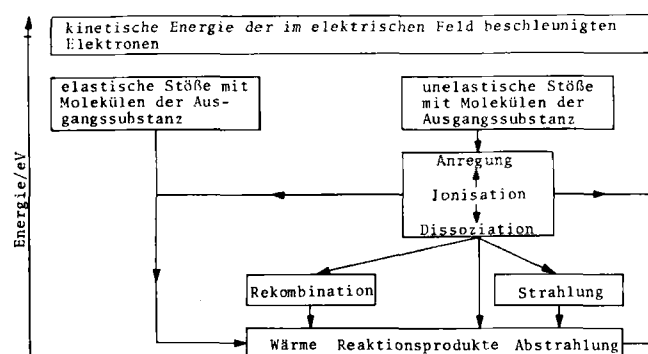 kinetische Energie der im elektrischen Feld beschleunigten
Elektronen
elastische Stöße mit
Molekülen der Aus-
gangssubstanz
unelastische Stöße
mit Molekülen der
Ausgangssubstanz
Anregung
Ionisation
Dissoziation
Energie/eV
Rekombination
Strahlung
Wärme Reaktionsprodukte Abstrahlung